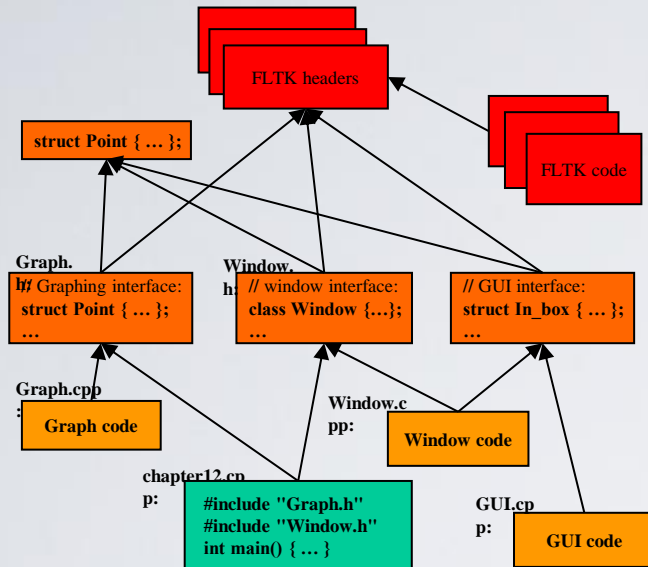 FLTK headers
struct Point { … };
FLTK code
Graph.
h:
// Graphing interface:
struct Point { … };
…
Window.
h:
// window interface:
class Window {…};
…
// GUI interface:
struct In_box { … };
…
Graph.cpp
:
Graph code
Window.c
pp:
Window code
chapter12.cp
p:
#include "Graph.h"
#include "Window.h"
int main() { … }
GUI.cp
p:
GUI code